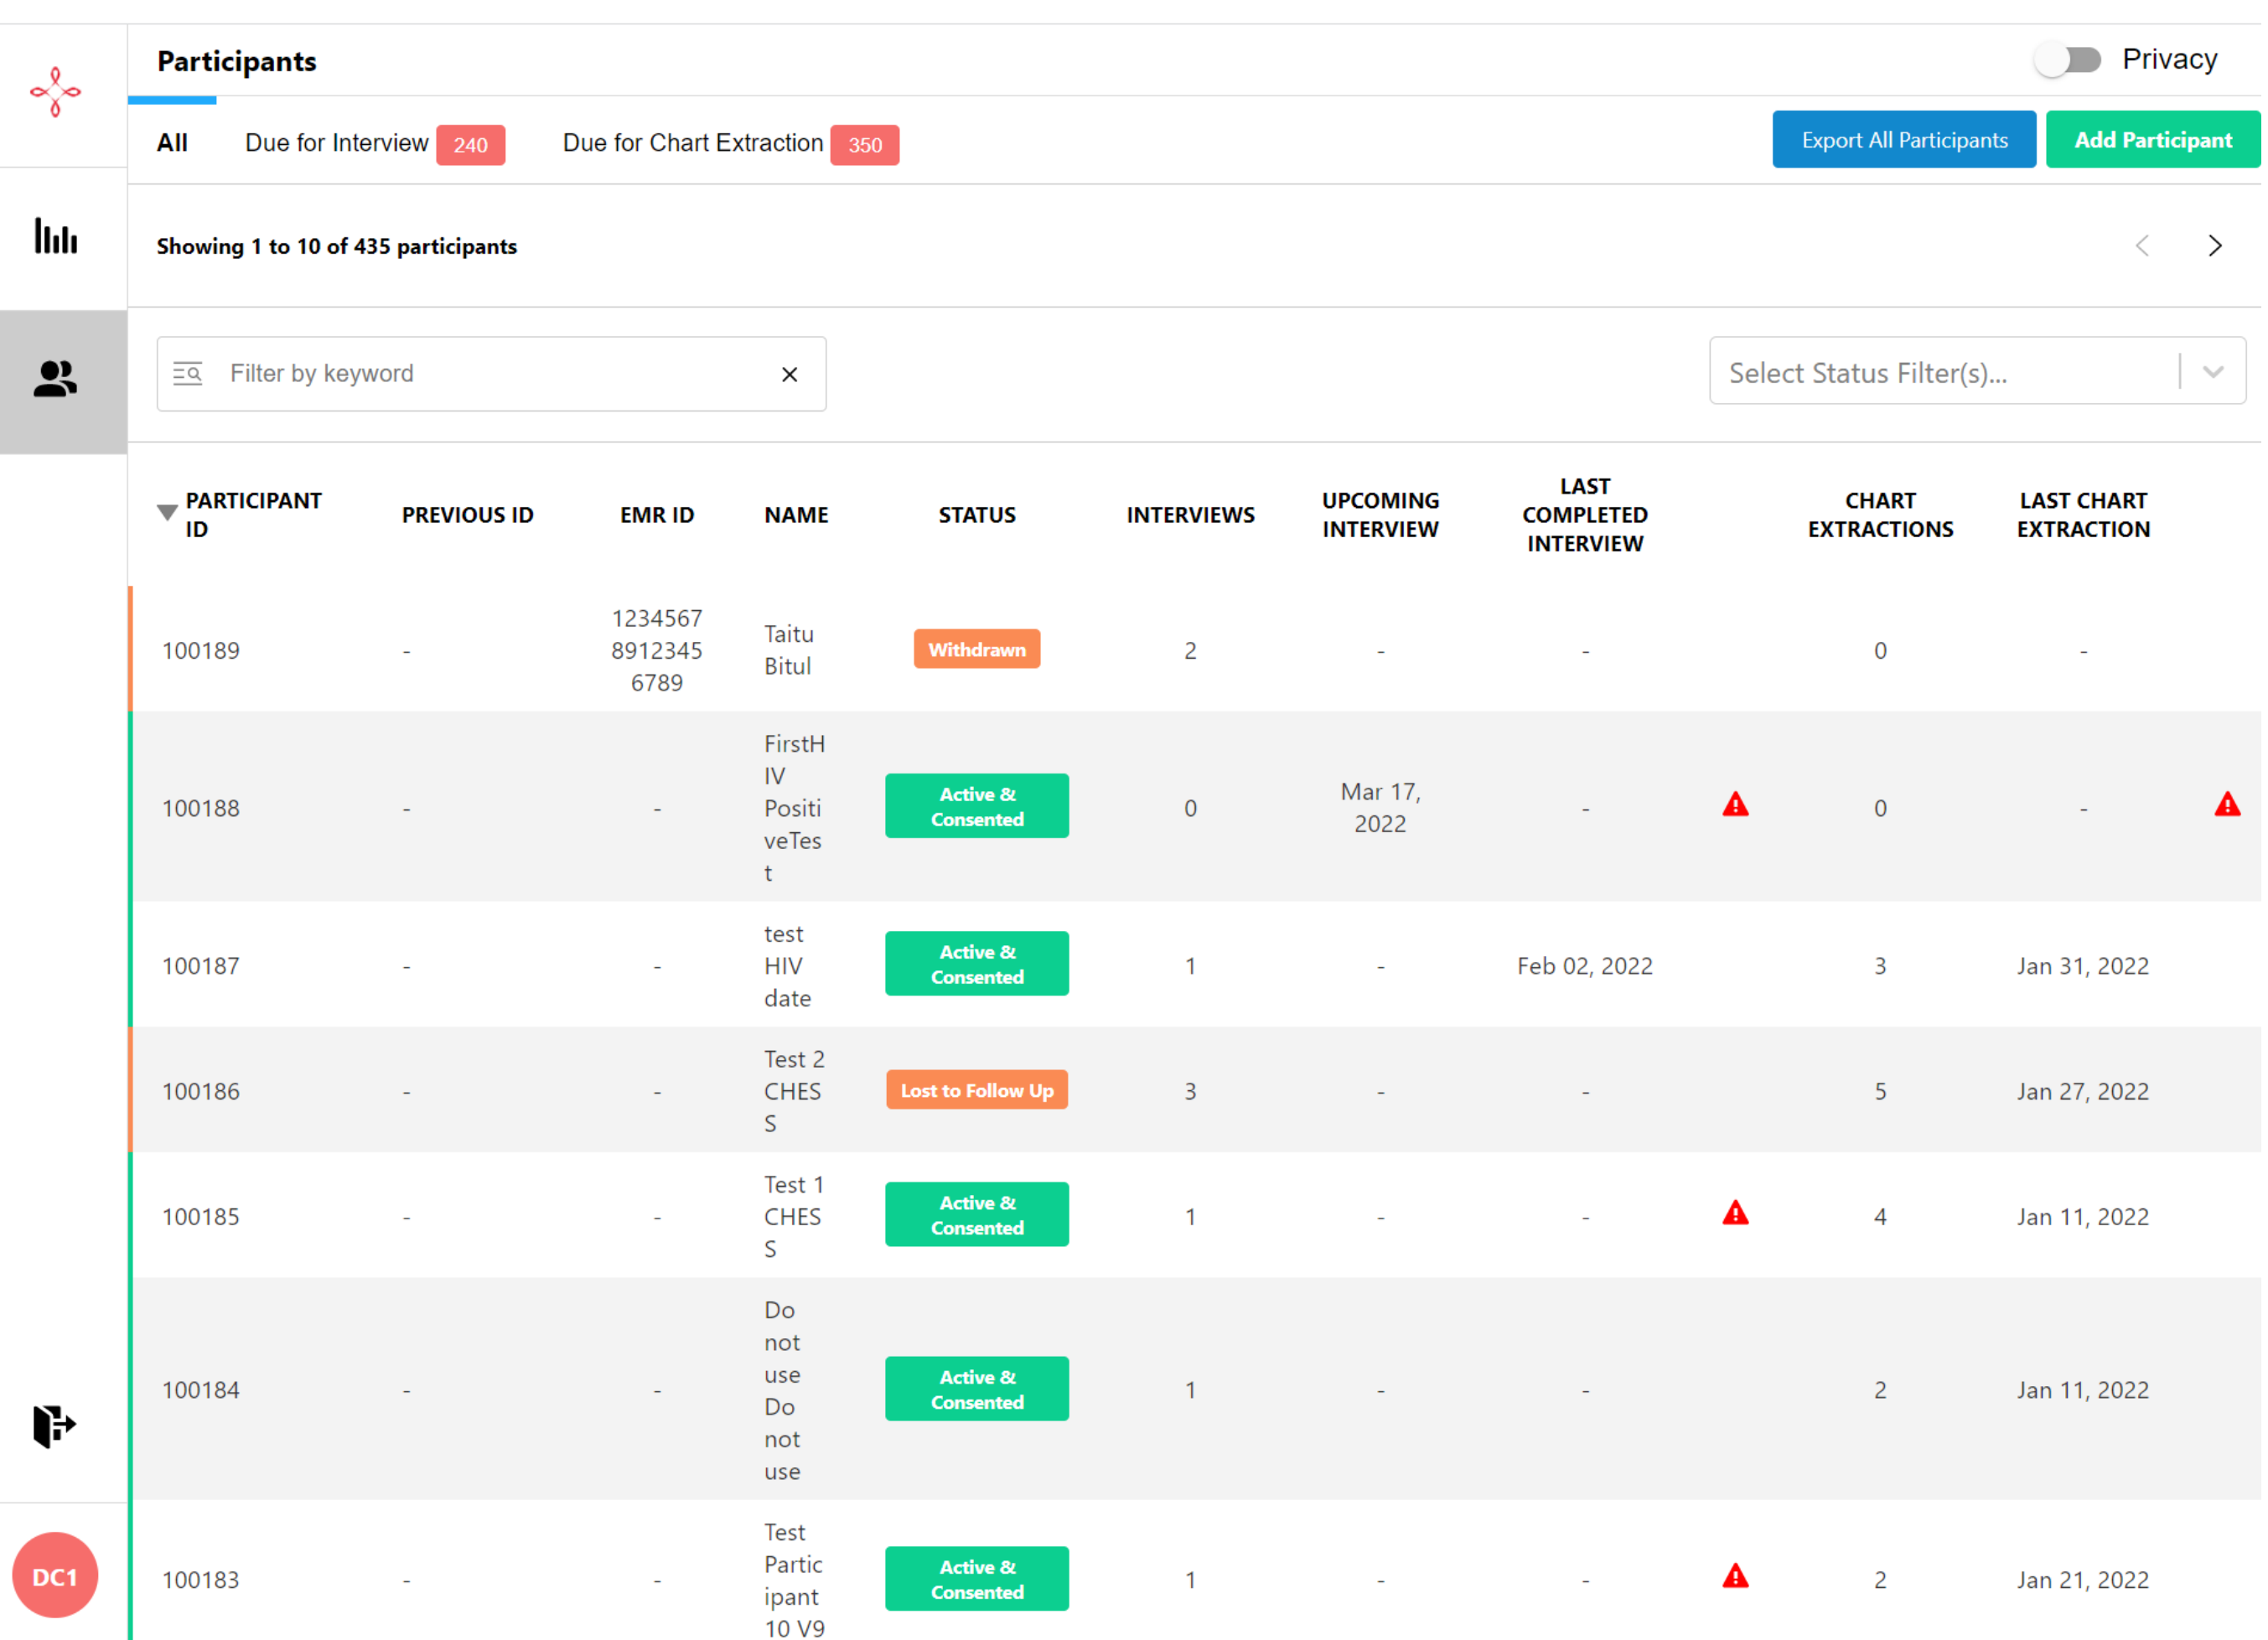 Participants
Privacy
All Due for Interview 240 Due for Chart Extraction 350 Export All Participants Add Participant
Showing 1 to 10 of 435 participants
Filter by keyword
Select Status Filter(s)...
PARTICIPANT
ID
PREVIOUS ID
EMR ID
NAME
STATUS
INTERVIEWS
UPCOMING
INTERVIEW
LAST
COMPLETED
INTERVIEW
CHART
EXTRACTIONS
LAST CHART
EXTRACTION
100189
-
1234567
8912345
6789
Taitu
Bitul
Withdrawn
2
-
-
0
-
100188
-
-
FirstH
IV
Positi
veTes
t
Active &
Consented
0
Mar 17,
2022
-
0
-
100187
-
-
test
HIV
date
Active &
Consented
1
-
Feb 02, 2022
3
Jan 31, 2022
100186
-
-
Test 2
CHES
S
Lost to Follow Up
3
-
-
5
Jan 27, 2022
100185
-
-
Test 1
CHES
S
Active &
Consented
1
-
-
4
Jan 11, 2022
100184
-
-
Do
not
use
Do
not
use
Active &
Consented
1
-
-
2
Jan 11, 2022
100183
-
-
Test
Partic
ipant
10 V9
Active &
Consented
1
-
-
2
Jan 21, 2022
DC1